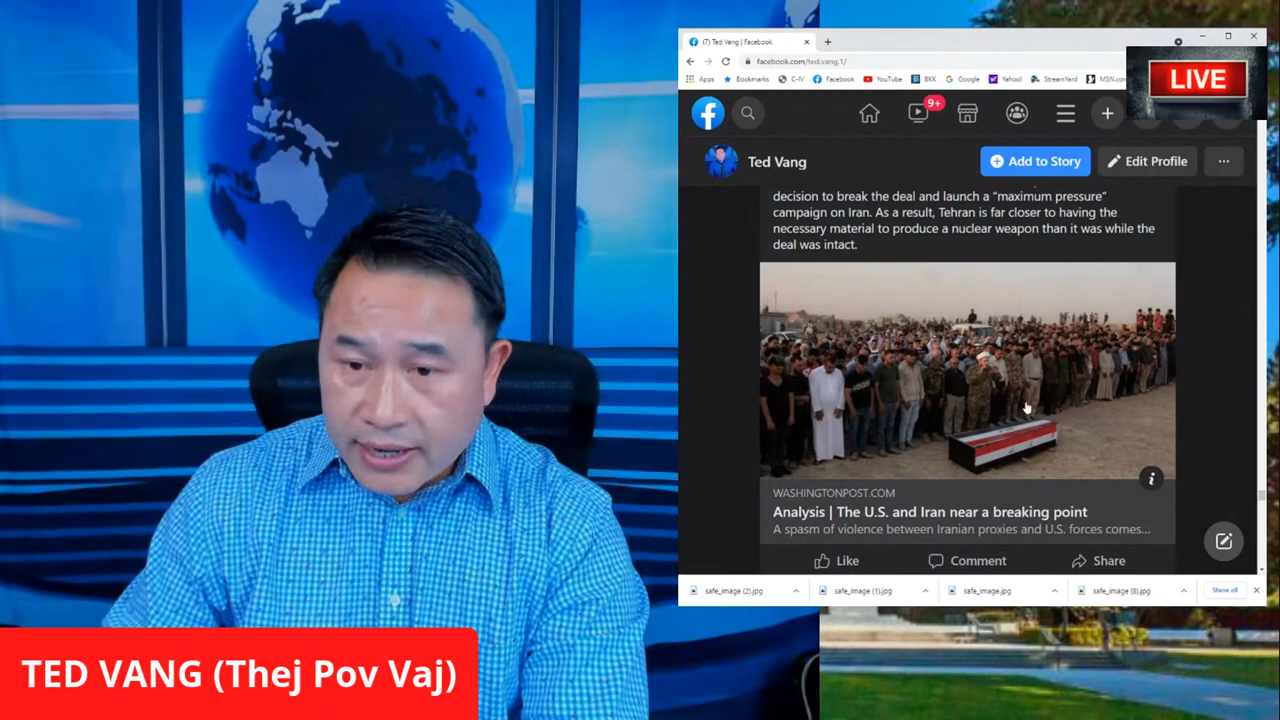 (7) Ted Vang | Facebook
facebook.com/ted.vang.1/
Apps Bookmarks C-IV Facebook YouTube BKK Google Yahoo! StreamYard MSN.com
LIVE
9+
Ted Vang
Add to Story
Edit Profile
decision to break the deal and launch a “maximum pressure”
campaign on Iran. As a result, Tehran is far closer to having the
necessary material to produce a nuclear weapon than it was while the
deal was intact.
WASHINGTONPOST.COM
Analysis | The U.S. and Iran near a breaking point
A spasm of violence between Iranian proxies and U.S. forces comes...
Like Comment Share
safe_image (2).jpg safe_image (1).jpg safe_image.jpg safe_image (8).jpg Show all
TED VANG (Thej Pov Vaj)